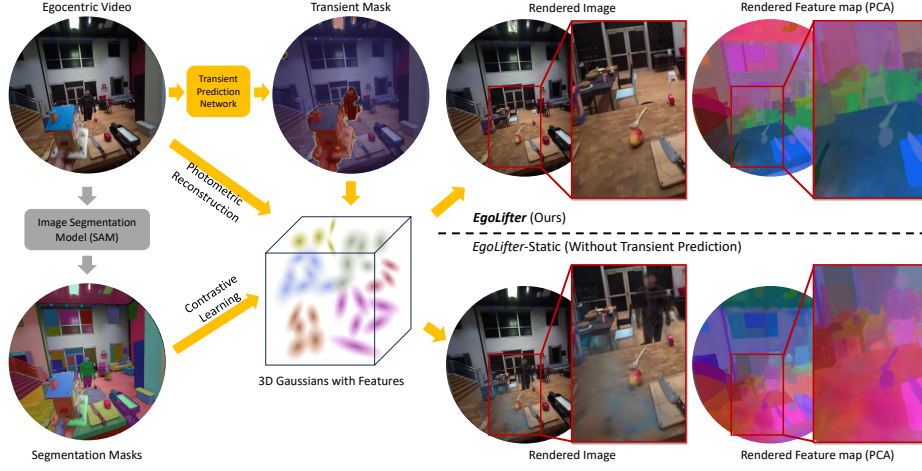 Egocentric Video
Transient Mask
Rendered Image
Rendered Feature map (PCA)
Transient
Prediction
Network
Photometric
Reconstruction
Image Segmentation
Model (SAM)
EgoLifter (Ours)
EgoLifter-Static (Without Transient Prediction)
Contrastive
Learning
3D Gaussians with Features
Segmentation Masks
Rendered Image
Rendered Feature map (PCA)